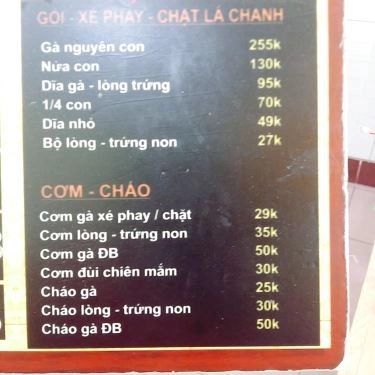 GỎI - XÉ PHAY - CHẶT LÁ CHANH
Gà nguyên con 255k
Nửa con 130k
Dĩa gà - lòng trứng 95k
1/4 con 70k
Dĩa nhỏ 49k
Bộ lòng - trứng non 27k
CƠM - CHÁO
Cơm gà xé phay / chặt 29k
Cơm lòng - trứng non 35k
Cơm gà ĐB 50k
Cơm đùi chiên mắm 30k
Cháo gà 25k
Cháo lòng - trứng non 30k
Cháo gà ĐB 50k